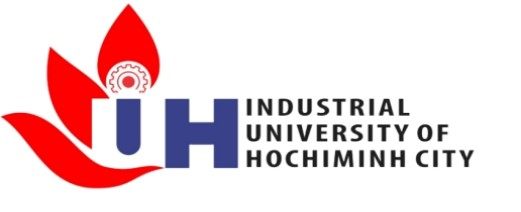 IUH
INDUSTRIAL
UNIVERSITY OF
HOCHIMINH CITY